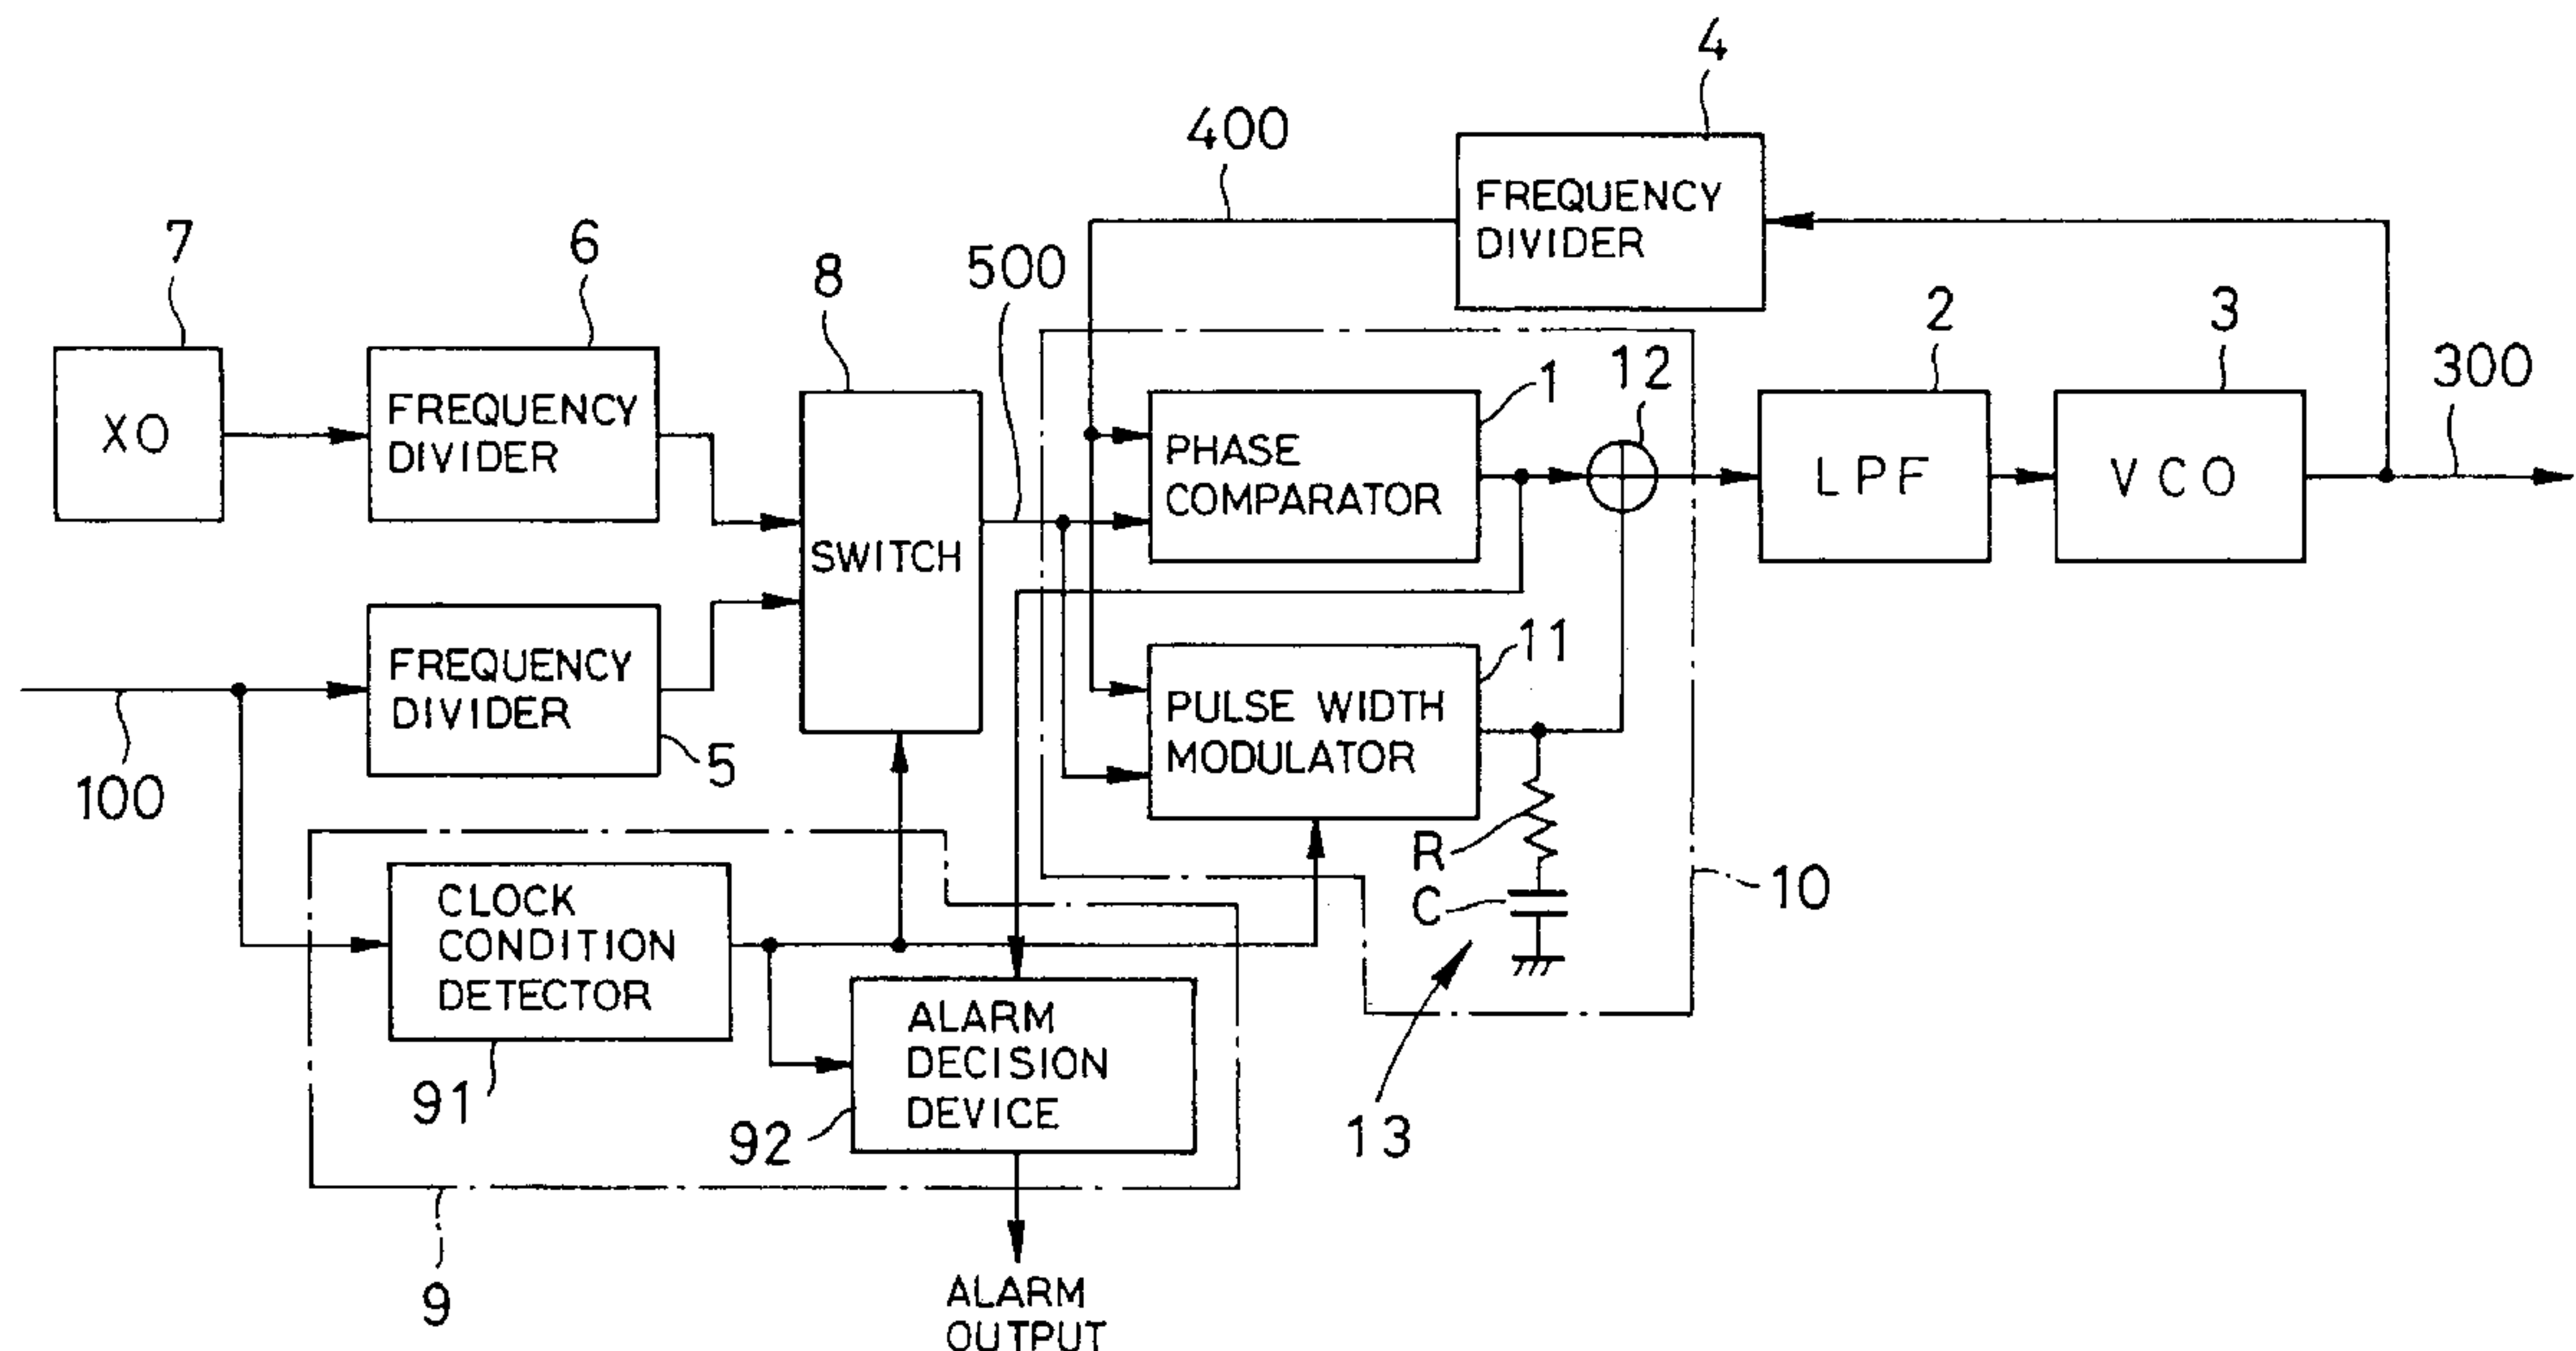 4
400
FREQUENCY
DIVIDER
7
6
8
500
2
3
12
1
300
XO
FREQUENCY
DIVIDER
SWITCH
PHASE
COMPARATOR
LPF
VCO
FREQUENCY
DIVIDER
5
100
11
PULSE WIDTH
MODULATOR
R
C
10
CLOCK
CONDITION
DETECTOR
91
ALARM
DECISION
DEVICE
92
13
9
ALARM
OUTPUT